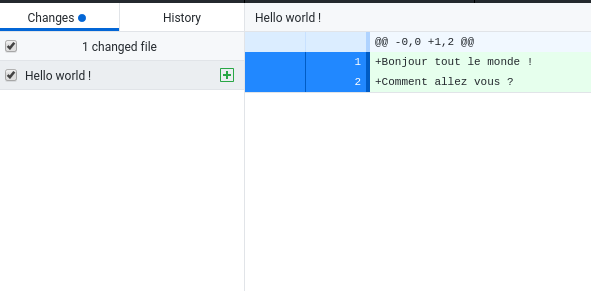 Changes
History
1 changed file
Hello world !
Hello world !
@@ -0,0 +1,2 @@
1 +Bonjour tout le monde !
2 +Comment allez vous ?